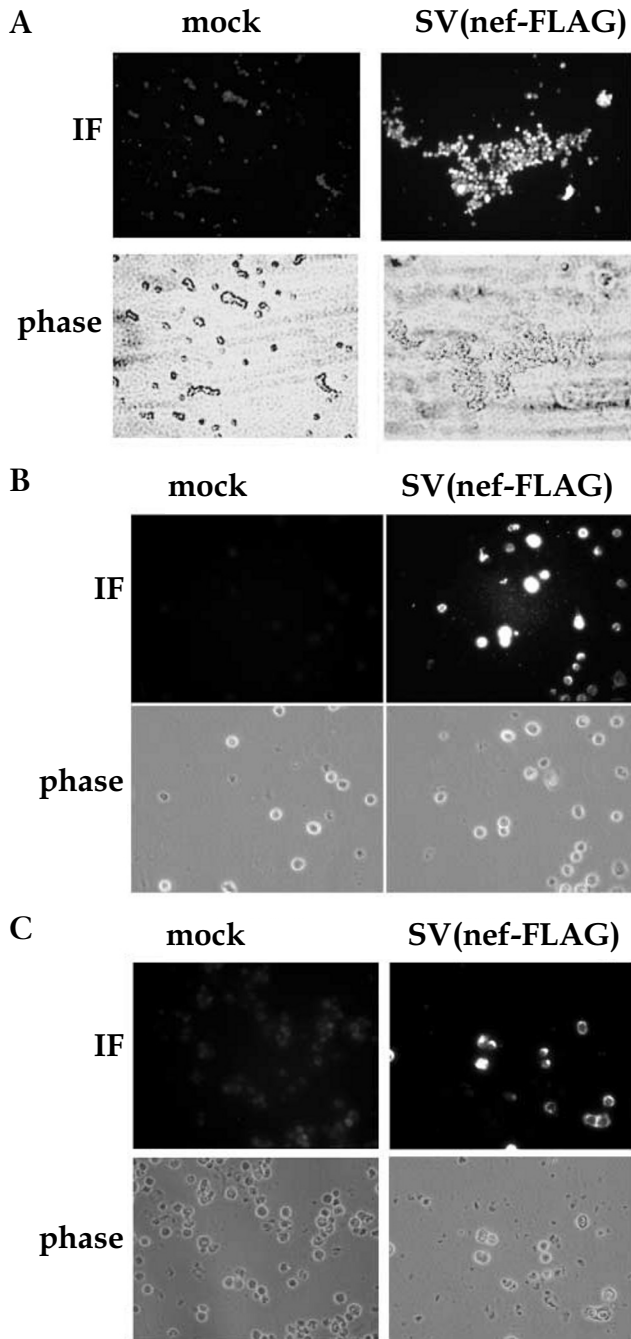 A
mock SV(nef-FLAG)
IF
phase
B
mock SV(nef-FLAG)
IF
phase
C
mock SV(nef-FLAG)
IF
phase